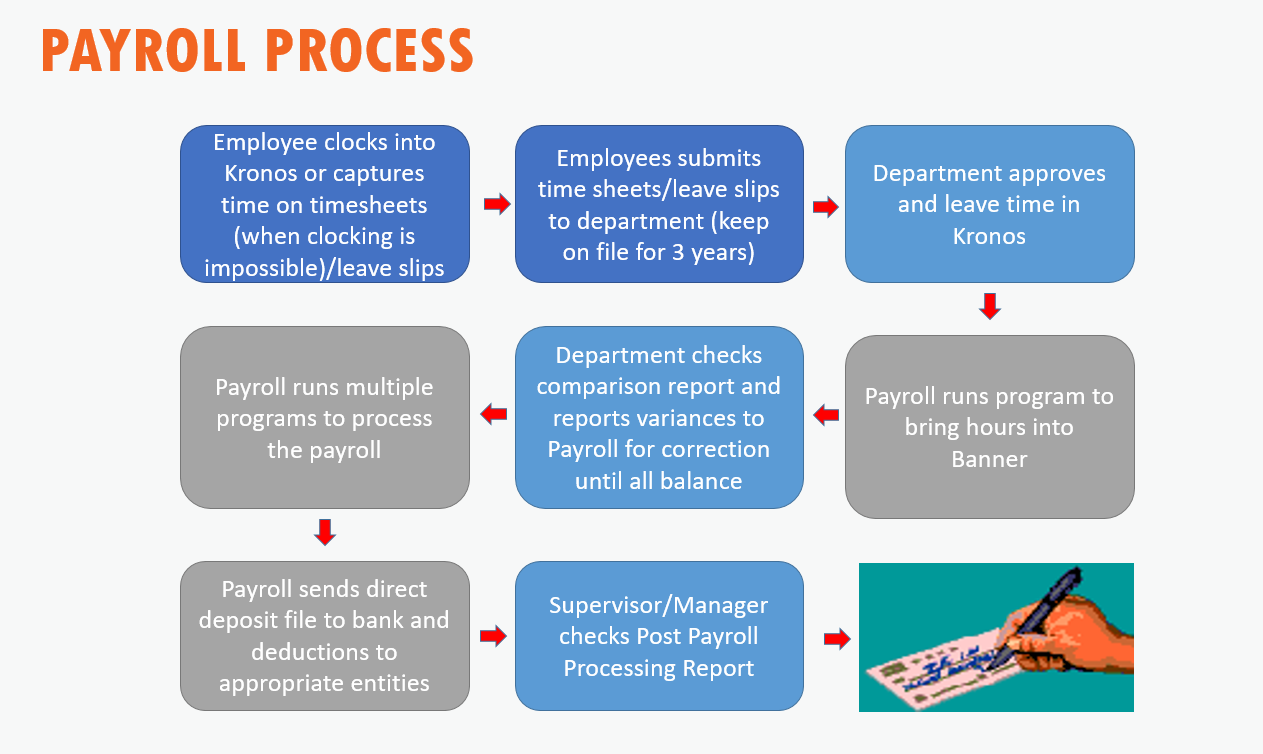 PAYROLL PROCESS
Employee clocks into
Kronos or captures
time on timesheets
(when clocking is
impossible)/leave slips
Employees submits
time sheets/leave slips
to department (keep
on file for 3 years)
Department approves
and leave time in
Kronos
Payroll runs program to
bring hours into
Banner
Department checks
comparison report and
reports variances to
Payroll for correction
until all balance
Payroll runs multiple
programs to process
the payroll
Payroll sends direct
deposit file to bank and
deductions to
appropriate entities
Supervisor/Manager
checks Post Payroll
Processing Report